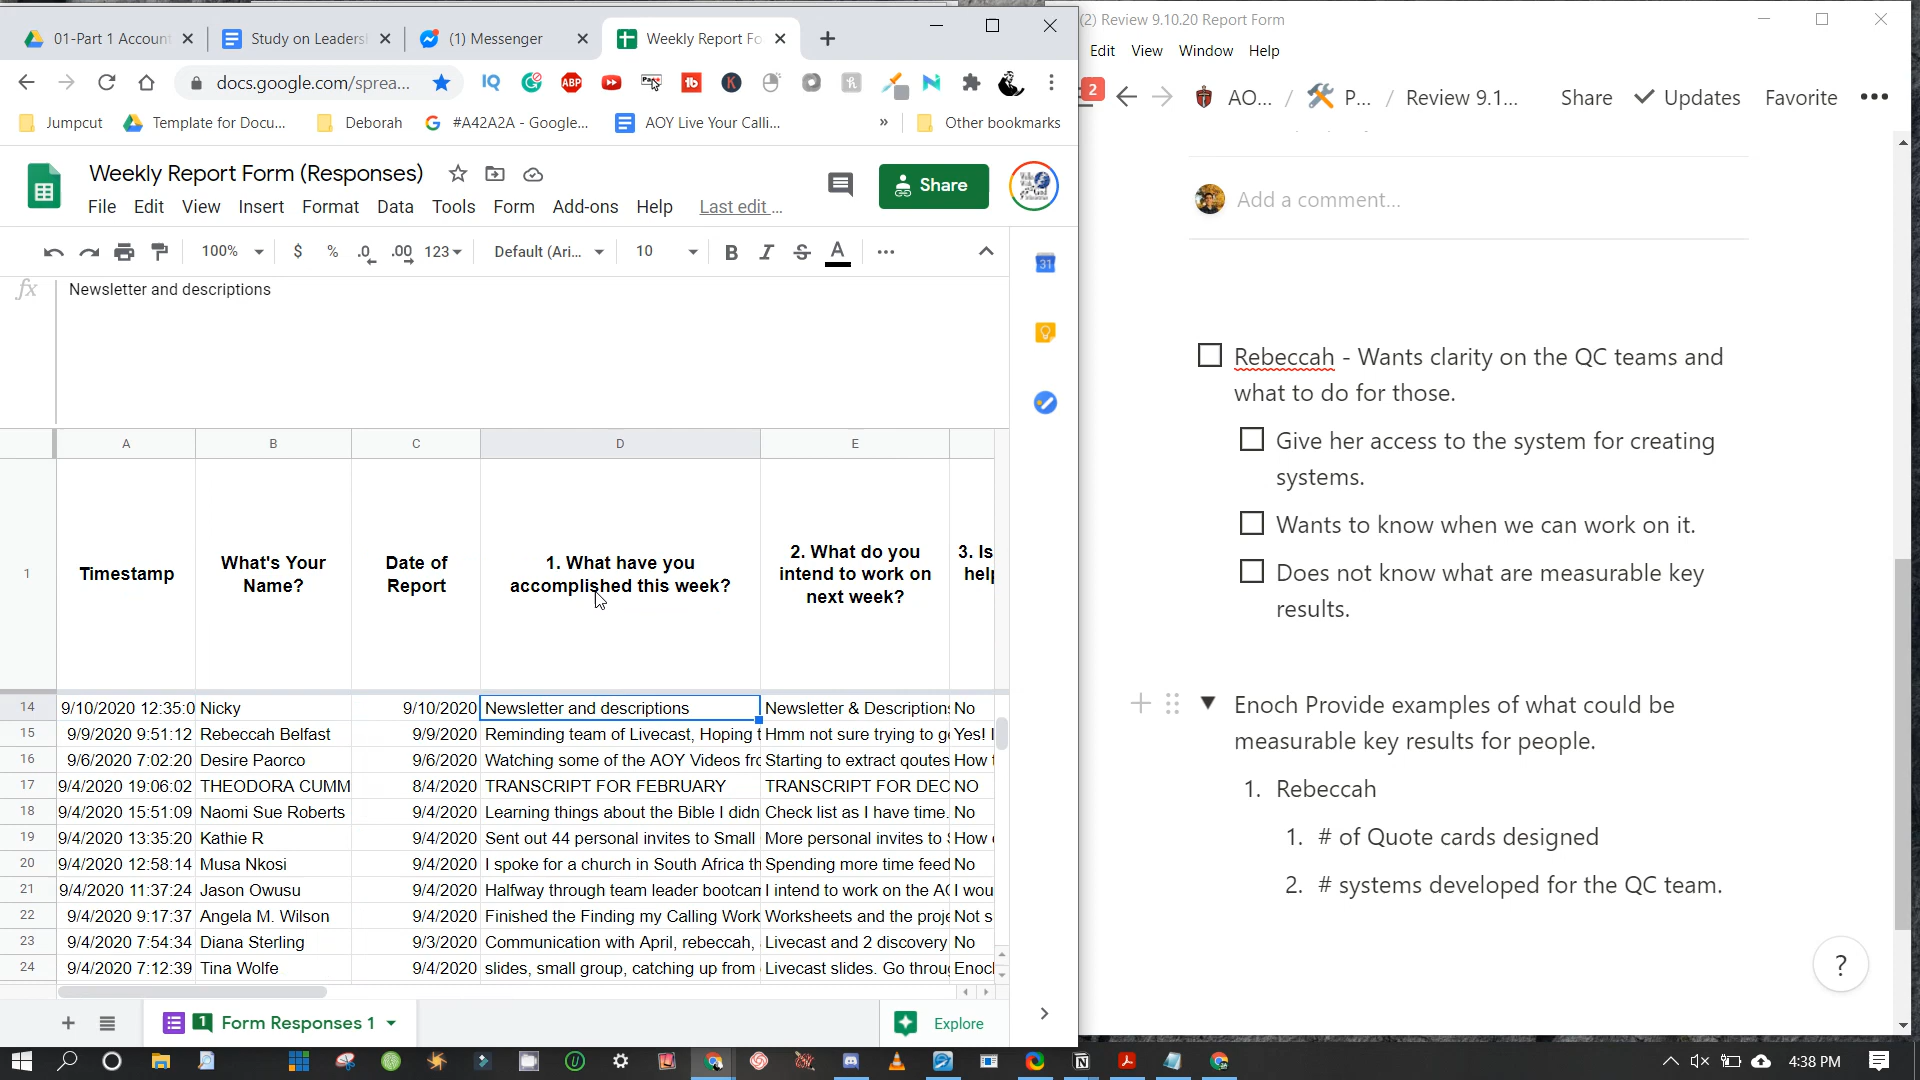 01-Part 1 Accoun
Study on Leaders
(1) Messenger
Weekly Report Fo
docs.google.com/sprea...
Jumpcut
Template for Docu...
Deborah
#A42A2A - Google...
AOY Live Your Calli...
»
Other bookmarks
Weekly Report Form (Responses)
Share
File Edit View Insert Format Data Tools Form Add-ons Help Last edit ...
100% $ % .0 .00 123 Default (Ari... 10 B I S A
fx Newsletter and descriptions
A B C D E
1 Timestamp
What's Your
Name?
Date of
Report
1. What have you
accomplished this week?
2. What do you
intend to work on
next week?
3. Is
help
14 9/10/2020 12:35:0 Nicky 9/10/2020 Newsletter and descriptions Newsletter & Descriptions No
15 9/9/2020 9:51:12 Rebeccah Belfast 9/9/2020 Reminding team of Livecast, Hoping t Hmm not sure trying to g Yes! I
16 9/6/2020 7:02:20 Desire Paorco 9/6/2020 Watching some of the AOY Videos fro Starting to extract qoutes How t
17 9/4/2020 19:06:02 THEODORA CUMM 8/4/2020 TRANSCRIPT FOR FEBRUARY TRANSCRIPT FOR DEC NO
18 9/4/2020 15:51:09 Naomi Sue Roberts 9/4/2020 Learning things about the Bible I didn Check list as I have time. No
19 9/4/2020 13:35:20 Kathie R 9/4/2020 Sent out 44 personal invites to Small More personal invites to How
20 9/4/2020 12:58:14 Musa Nkosi 9/4/2020 I spoke for a church in South Africa th Spending more time feed No
21 9/4/2020 11:37:24 Jason Owusu 9/4/2020 Halfway through team leader bootcam I intend to work on the AO I wou
22 9/4/2020 9:17:37 Angela M. Wilson 9/4/2020 Finished the Finding my Calling Work Worksheets and the proje Not s
23 9/4/2020 7:54:34 Diana Sterling 9/3/2020 Communication with April, rebeccah, Livecast and 2 discovery No
24 9/4/2020 7:12:39 Tina Wolfe 9/4/2020 slides, small group, catching up from Livecast slides. Go throu Enoc
1 Form Responses 1
Explore
(2) Review 9.10.20 Report Form
Edit View Window Help
2 AO... / P... / Review 9.1... Share Updates Favorite
Add a comment...
Rebeccah - Wants clarity on the QC teams and
what to do for those.
Give her access to the system for creating
systems.
Wants to know when we can work on it.
Does not know what are measurable key
results.
Enoch Provide examples of what could be
measurable key results for people.
1. Rebeccah
1. # of Quote cards designed
2. # systems developed for the QC team.
?
4:38 PM